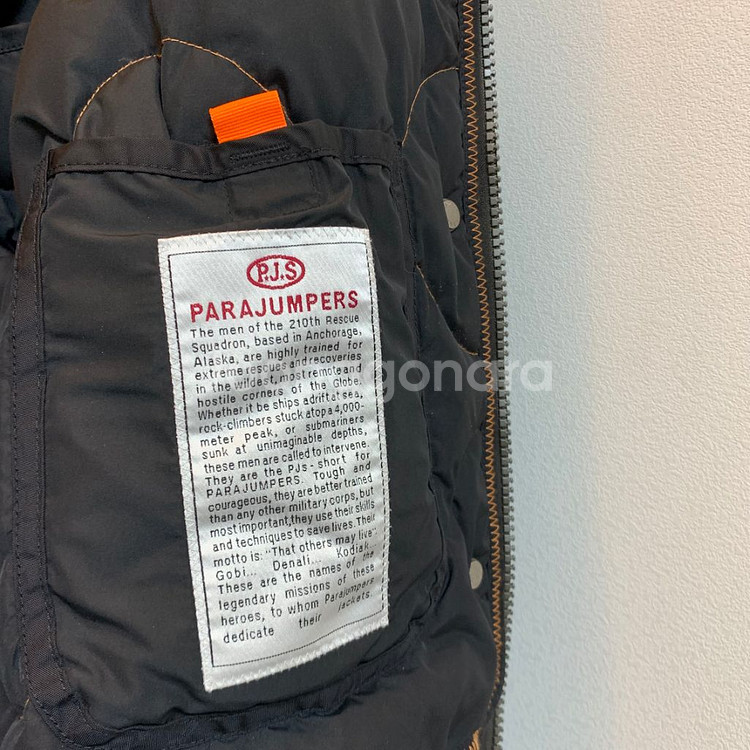 P.J.S
PARAJUMPERS
The men of the 210th Rescue
Squadron, based in Anchorage,
Alaska, are highly trained for
extreme rescues and recoveries
in the wildest, most remote and
hostile corners of the Globe.
Whether it be ships adrift at sea,
rock-climbers stuck atop a 4,000-
meter peak, or submariners
sunk at unimaginable depths,
these men are called to intervene.
They are the PJs - short for
PARAJUMPERS. Tough and
courageous, they are better trained
than any other military corps, but
most important, they use their skills
and techniques to save lives. Their
motto is: "That others may live"
Gobi... Denali... Kodiak...
These are the names of the
legendary missions of these
heroes, to whom Parajumpers
dedicate their jackets.